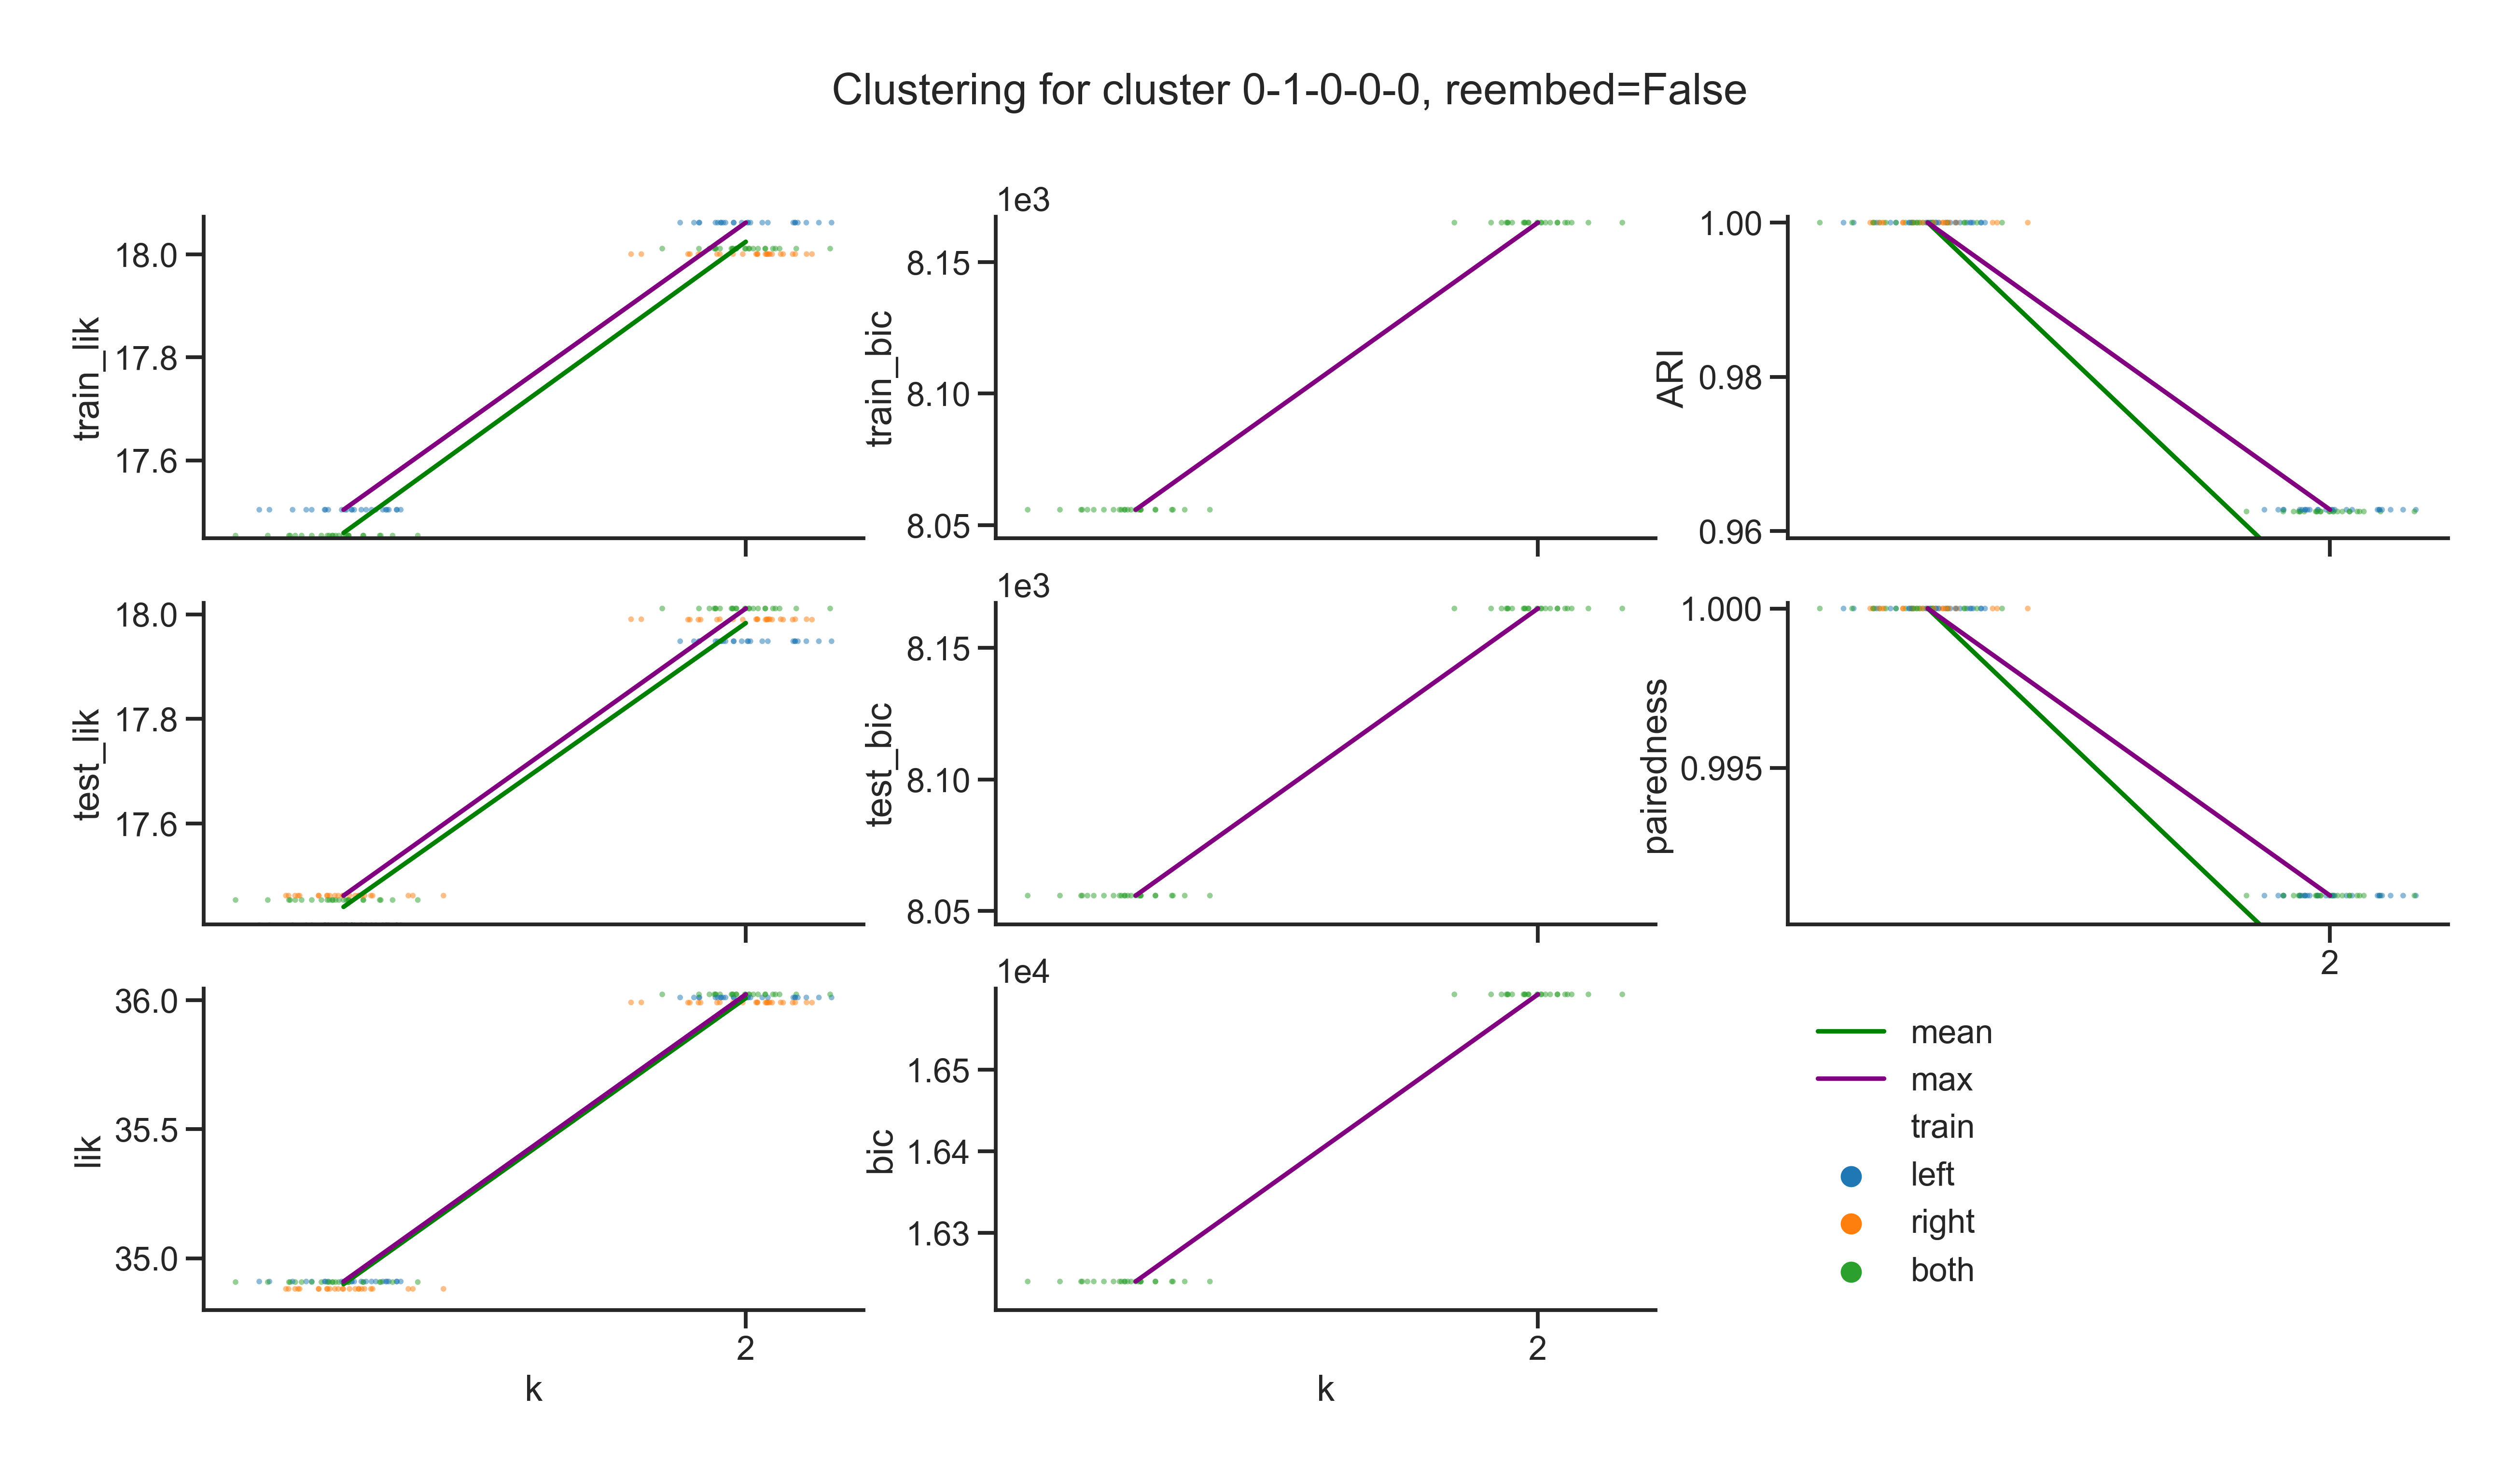 Clustering for cluster 0-1-0-0-0, reembed=False
train_lik
18.0
17.8
17.6
1e3
train_bic
8.15
8.10
8.05
ARI
1.00
0.98
0.96
test_lik
18.0
17.8
17.6
1e3
test_bic
8.15
8.10
8.05
pairedness
1.000
0.995
2
lik
36.0
35.5
35.0
2
k
1e4
bic
1.65
1.64
1.63
2
k
mean
max
train
left
right
both